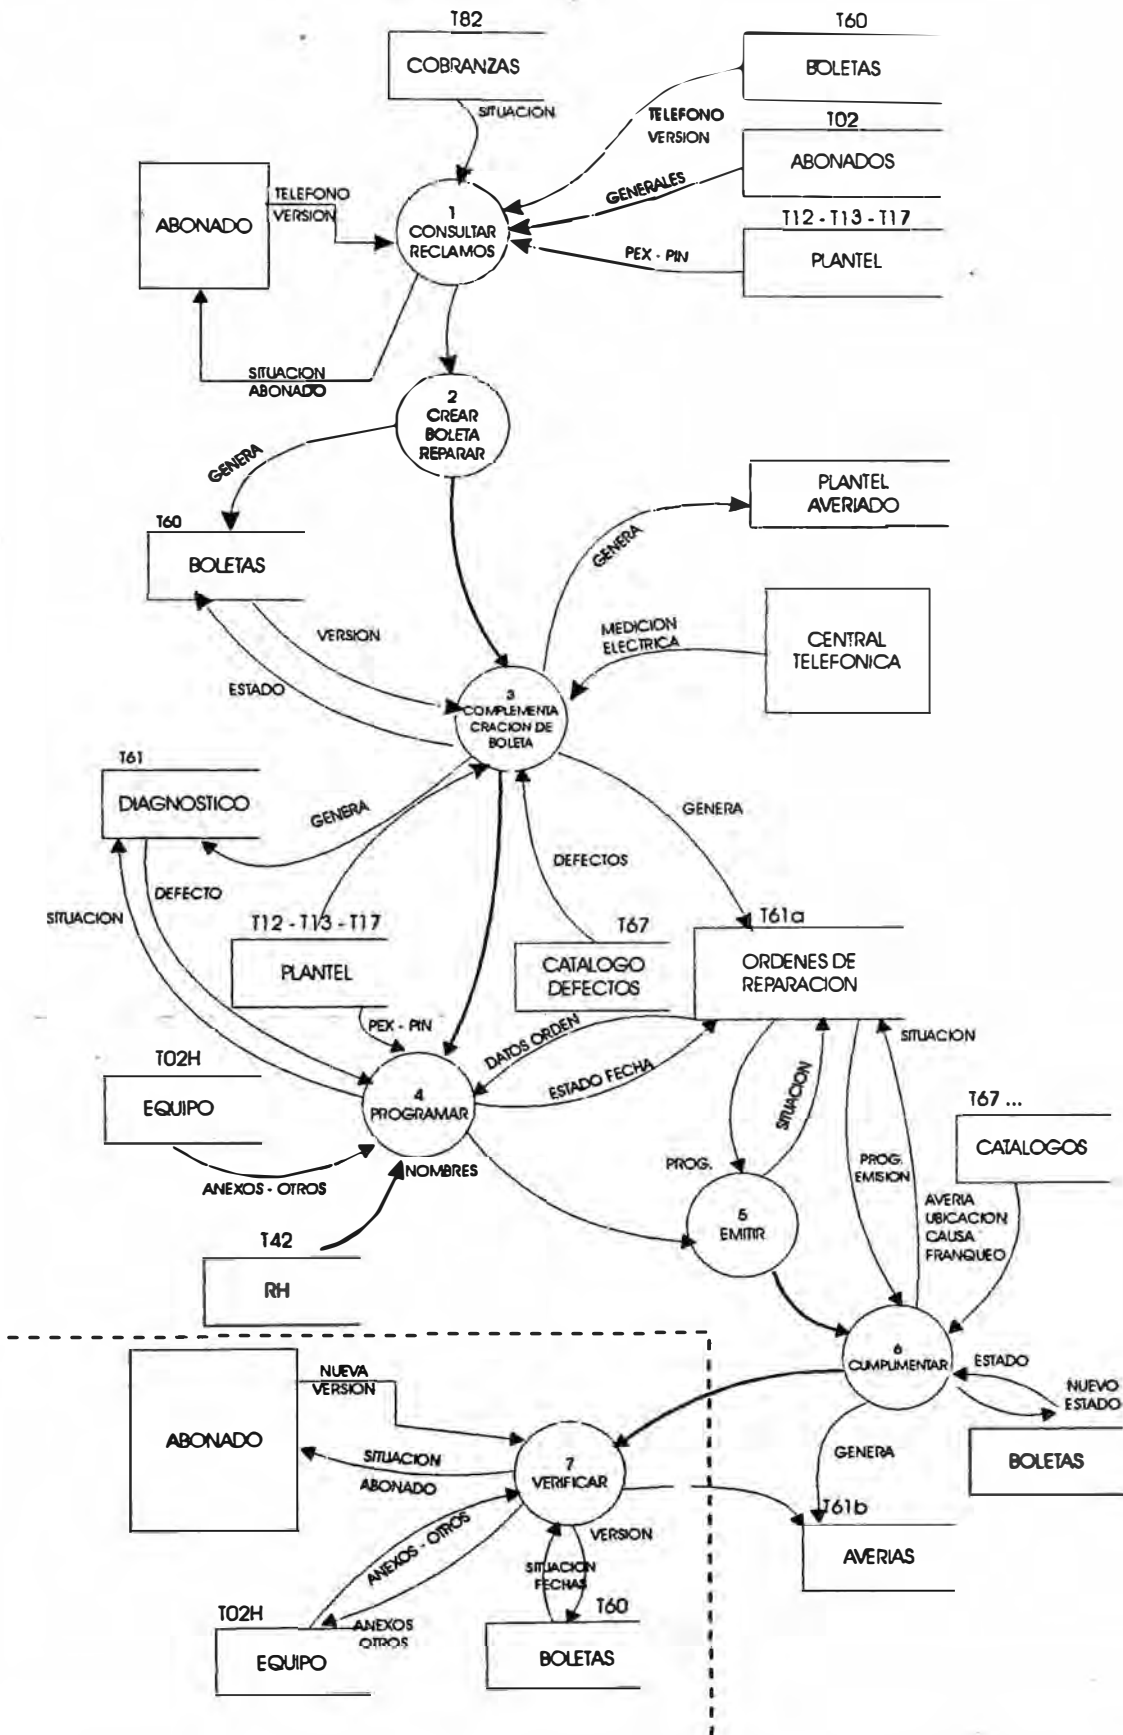 T82
COBRANZAS
SITUACION
T60
BOLETAS
TELEFONO
VERSION
T02
ABONADOS
GENERALES
T12 - T13 - T17
PLANTEL
PEX - PIN
ABONADO
TELEFONO
VERSION
1
CONSULTAR
RECLAMOS
SITUACION
ABONADO
2
CREAR
BOLETA
REPARAR
GENERA
T60
BOLETAS
PLANTEL
AVERIADO
GENERA
MEDICION
ELECTRICA
CENTRAL
TELEFONICA
VERSION
ESTADO
3
COMPLEMENTA
CRACION DE
BOLETA
T61
DIAGNOSTICO
GENERA
GENERA
DEFECTOS
DEFECTO
SITUACION
T12 - T13 - T17
PLANTEL
T67
CATALOGO
DEFECTOS
T61a
ORDENES DE
REPARACION
PEX - PIN
DATOS ORDEN
ESTADO FECHA
SITUACION
SITUACION
T02H
EQUIPO
4
PROGRAMAR
ANEXOS - OTROS
NOMBRES
T42
RH
PROG.
5
EMITIR
PROG.
EMISION
AVERIA
UBICACION
CAUSA
FRANQUEO
T67 ...
CATALOGOS
6
CUMPLIMENTAR
ESTADO
NUEVO
ESTADO
BOLETAS
GENERA
T61b
AVERIAS
ABONADO
NUEVA
VERSION
SITUACION
ABONADO
7
VERIFICAR
ANEXOS - OTROS
ANEXOS
OTROS
T02H
EQUIPO
VERSION
SITUACION
FECHAS
T60
BOLETAS